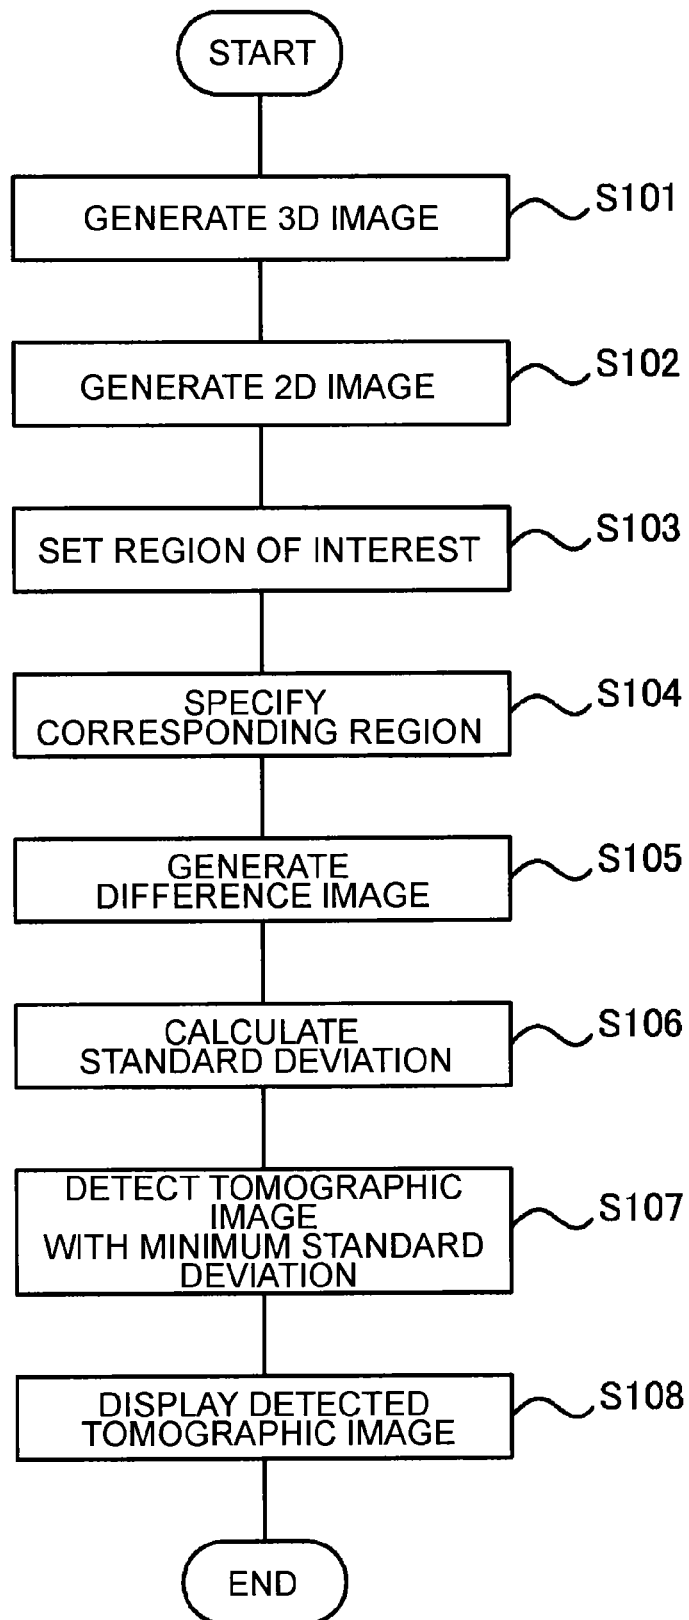 START
GENERATE 3D IMAGE
S101
GENERATE 2D IMAGE
S102
SET REGION OF INTEREST
S103
SPECIFY
CORRESPONDING REGION
S104
GENERATE
DIFFERENCE IMAGE
S105
CALCULATE
STANDARD DEVIATION
S106
DETECT TOMOGRAPHIC
IMAGE
WITH MINIMUM STANDARD
DEVIATION
S107
DISPLAY DETECTED
TOMOGRAPHIC IMAGE
S108
END